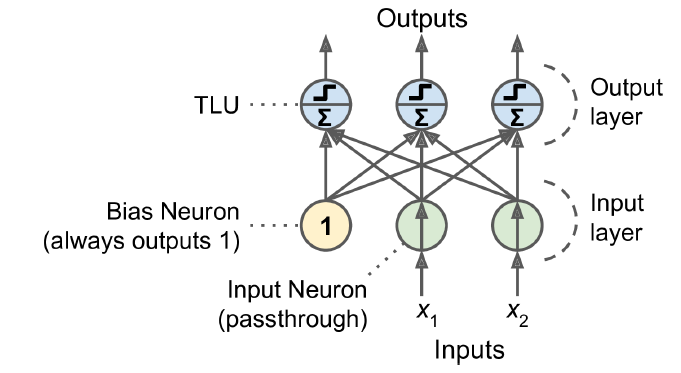 Outputs
TLU
Σ
Σ
Σ
Output
layer
Bias Neuron
(always outputs 1)
1
Input
layer
Input Neuron
(passthrough)
x₁
x₂
Inputs